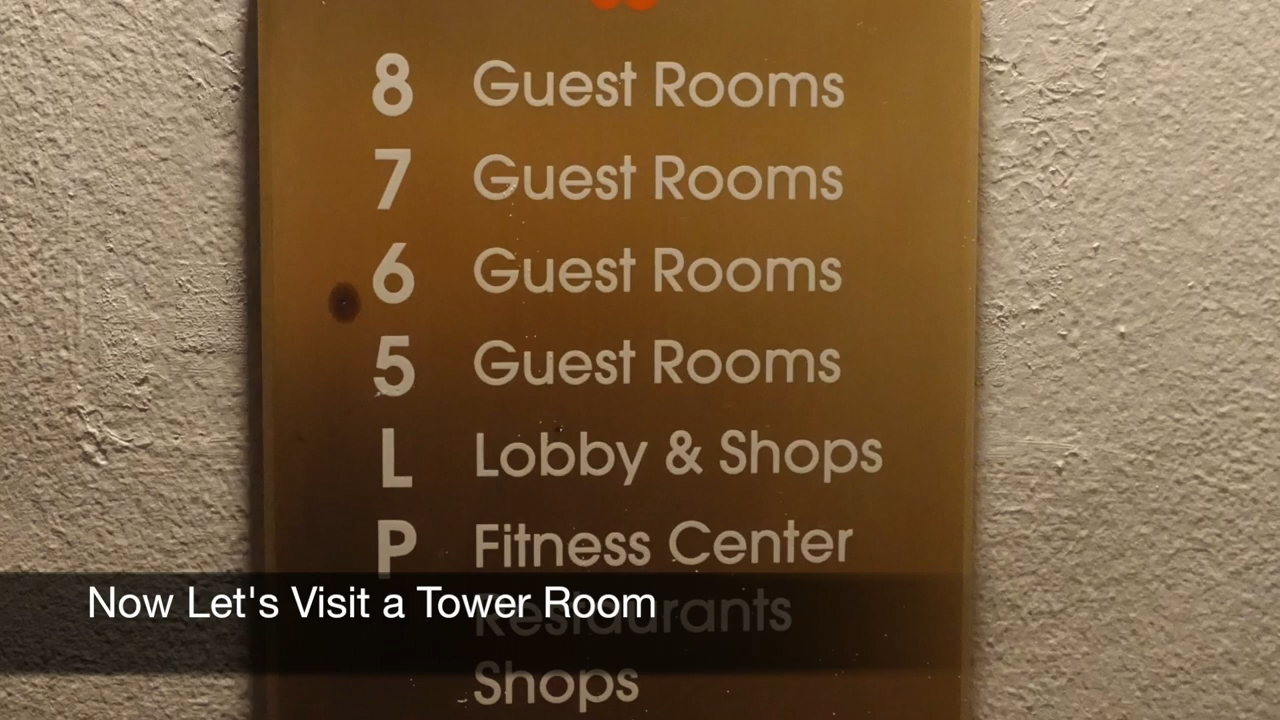 8 Guest Rooms
7 Guest Rooms
6 Guest Rooms
5 Guest Rooms
L Lobby & Shops
P Fitness Center
Now Let's Visit a Tower Room
Restaurants
Shops